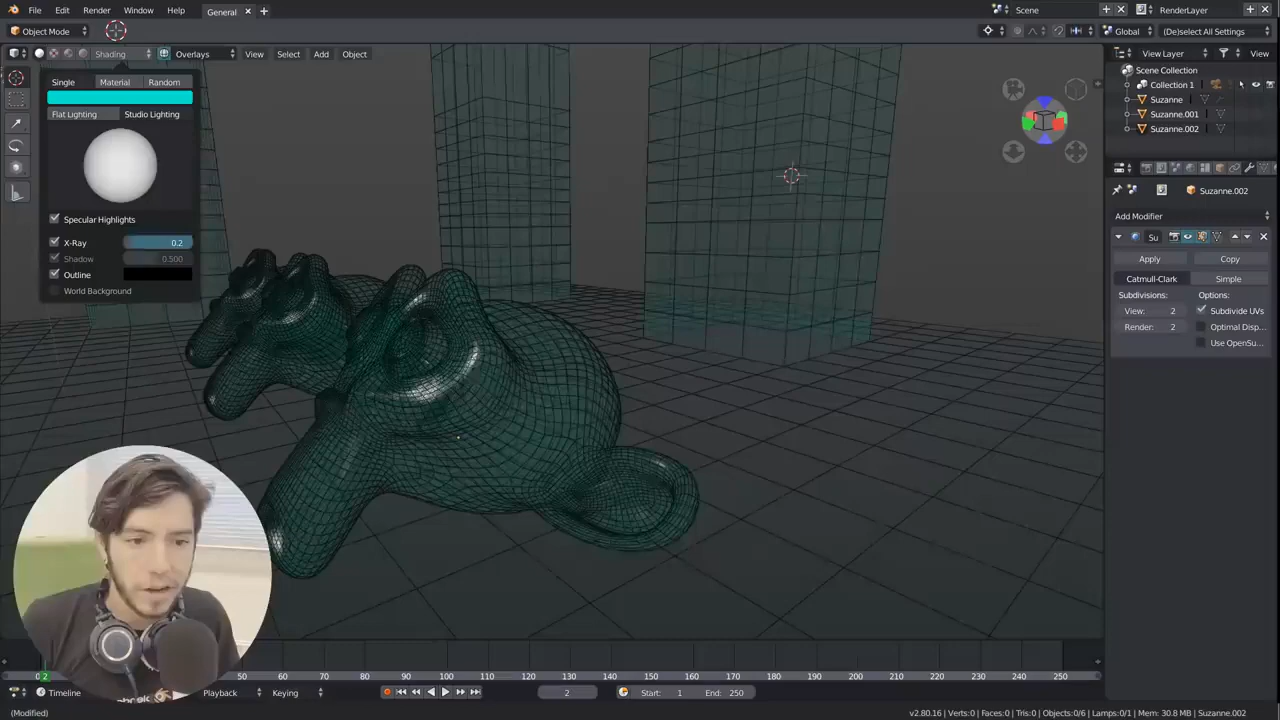 File Edit Render Window Help General Scene RenderLayer
Object Mode Global (De)select All Settings
Shading Overlays View Select Add Object View Layer View
Scene Collection
Collection 1
Suzanne
Suzanne.001
Suzanne.002
Single Material Random
Flat Lighting Studio Lighting
Specular Highlights
X-Ray 0.2
Shadow 0.500
Outline
World Background
Suzanne.002
Add Modifier
Su
Apply Copy
Catmull-Clark Simple
Subdivisions: Options:
View: 2 Subdivide UVs
Render: 2 Optimal Disp...
Use OpenSu...
2 50 60 70 80 90 100 110 120 130 140 150 160 170 180 190 200 210 220 230 240 250
Timeline Playback Keying 2 Start: 1 End: 250
(Modified) v2.80.16 | Verts:0 | Faces:0 | Tris:0 | Objects:0/6 | Lamps:0/1 | Mem: 30.8 MB | Suzanne.002